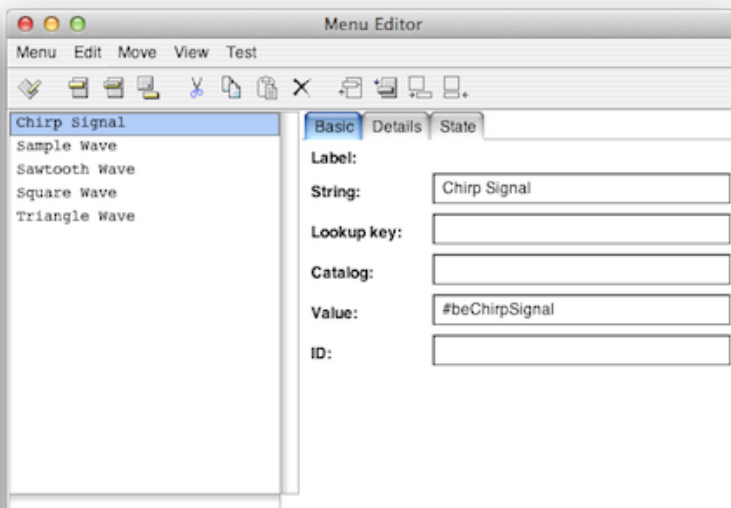 Menu Editor
Menu Edit Move View Test
Chirp Signal
Sample Wave
Sawtooth Wave
Square Wave
Triangle Wave
Basic Details State
Label:
String: Chirp Signal
Lookup key:
Catalog:
Value: #beChirpSignal
ID: